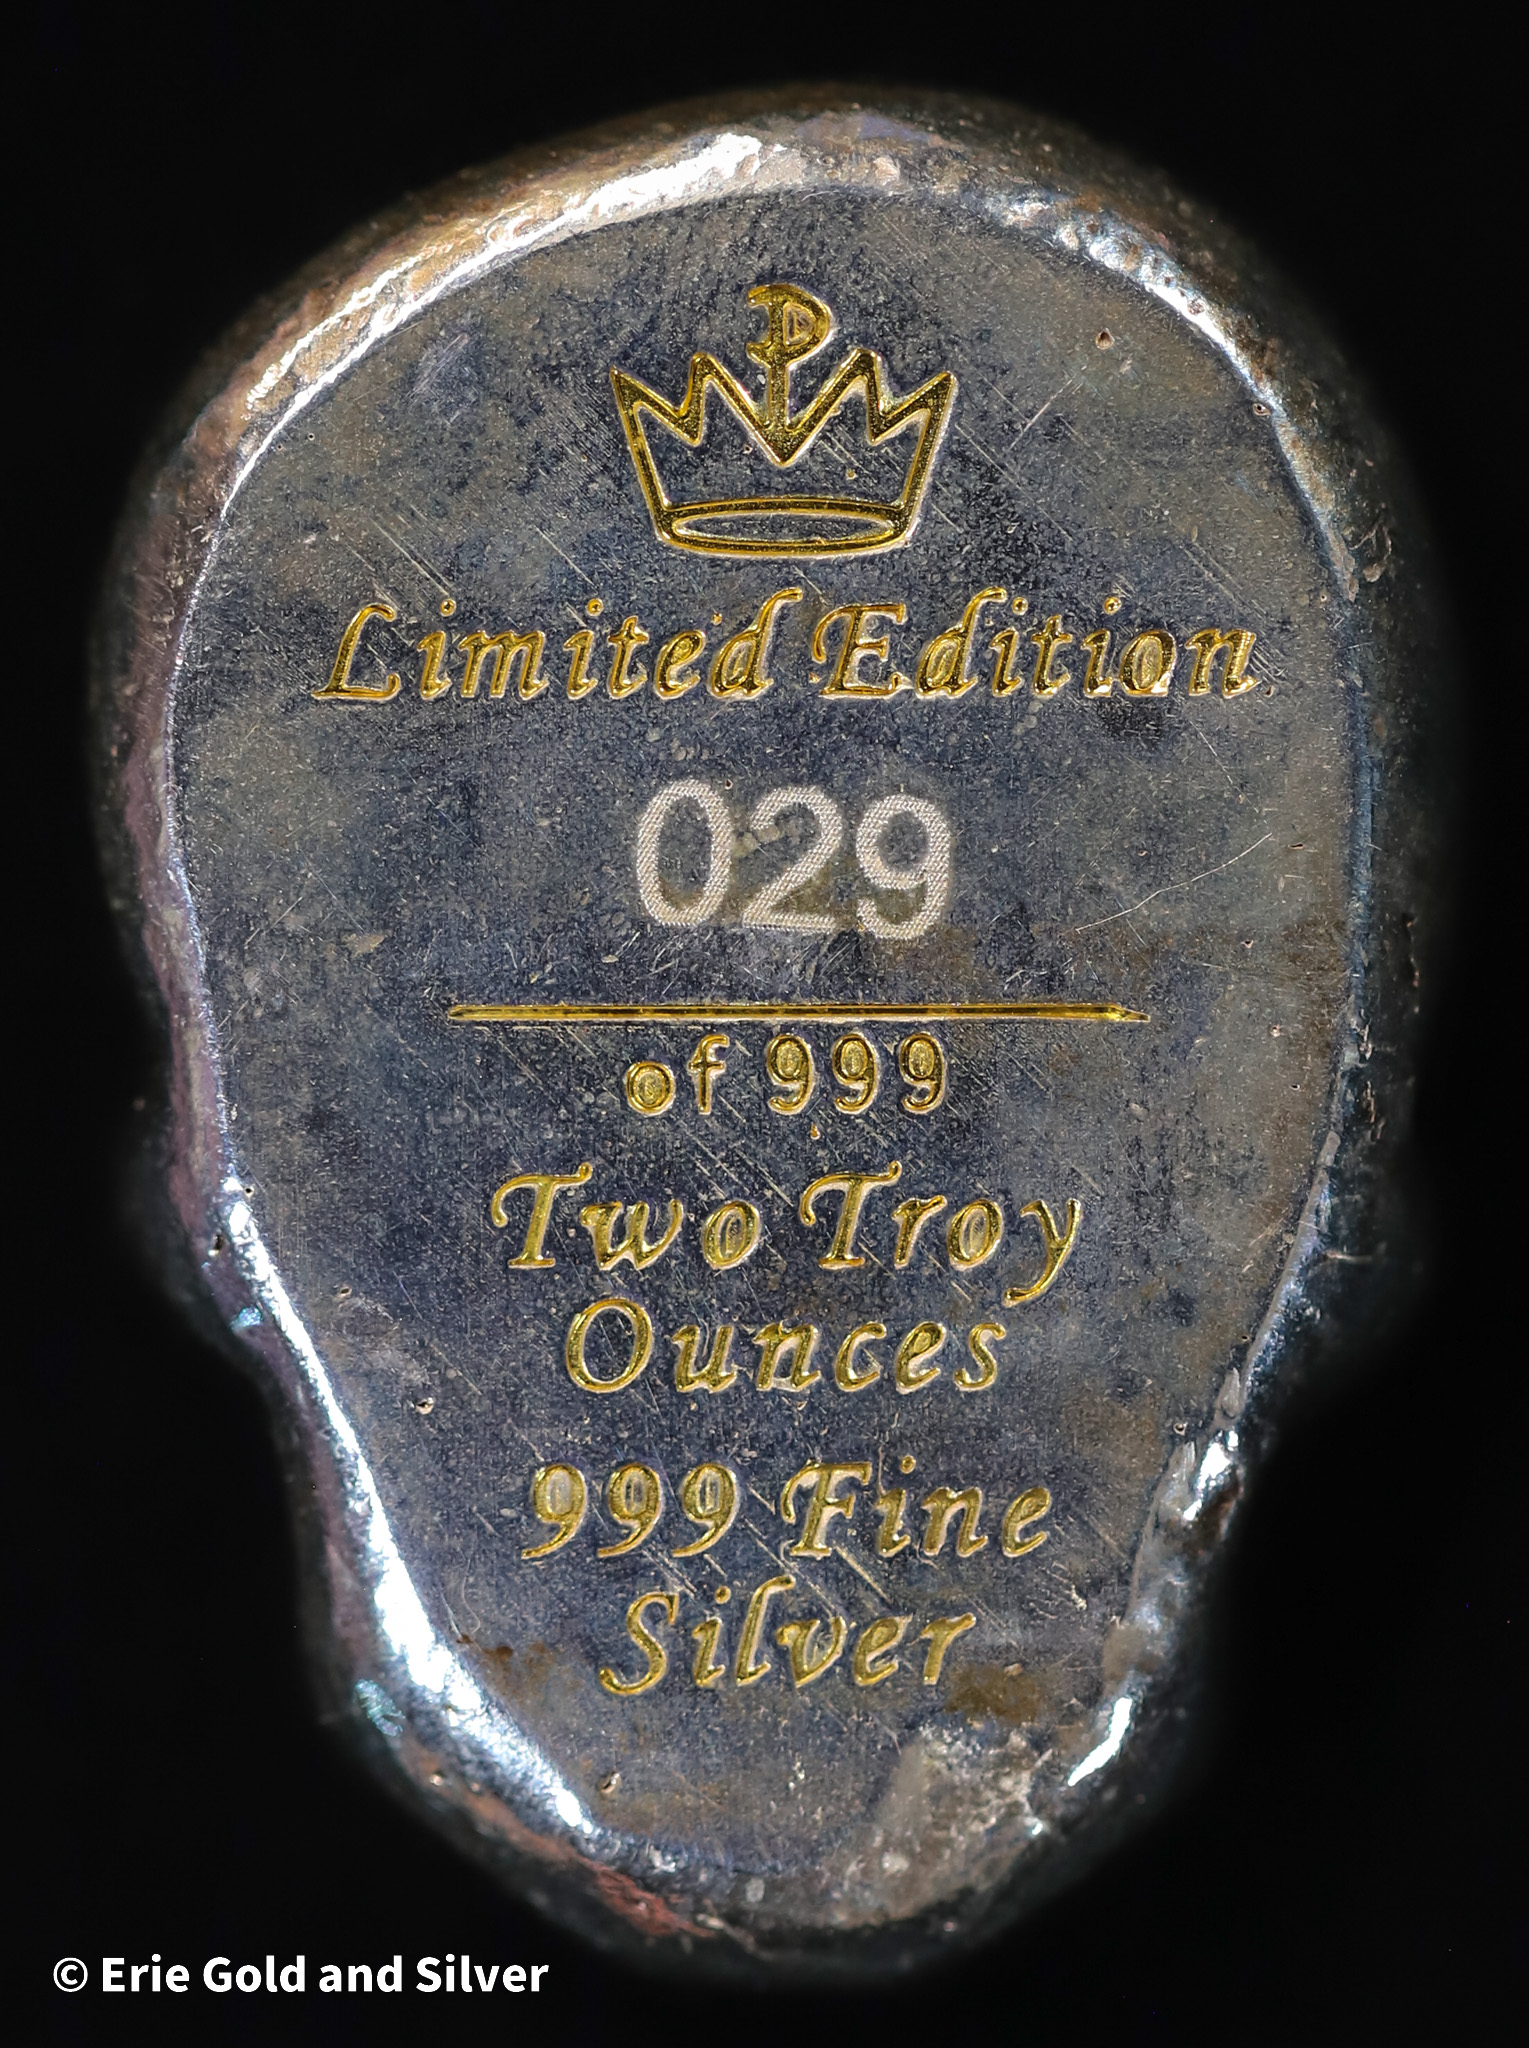 P
Limited Edition
029
of 999
Two Troy
Ounces
999 Fine
Silver
© Erie Gold and Silver